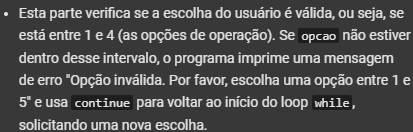 • Esta parte verifica se a escolha do usuário é válida, ou seja, se
está entre 1 e 4 (as opções de operação). Se opcao não estiver
dentro desse intervalo, o programa imprime uma mensagem
de erro "Opção inválida. Por favor, escolha uma opção entre 1 e
5" e usa continue para voltar ao início do loop while,
solicitando uma nova escolha.